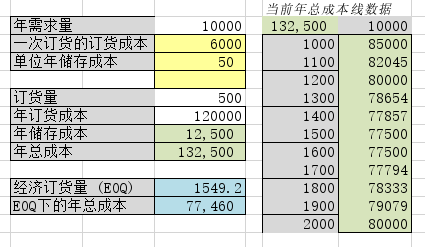 当前年总成本线数据
年需求量 10000
一次订货的订货成本 6000
单位年储存成本 50
订货量 500
年订货成本 120000
年储存成本 12,500
年总成本 132,500
经济订货量 (EOQ) 1549.2
EOQ下的年总成本 77,460
132,500 10000
1000 85000
1100 82045
1200 80000
1300 78654
1400 77857
1500 77500
1600 77500
1700 77794
1800 78333
1900 79079
2000 80000